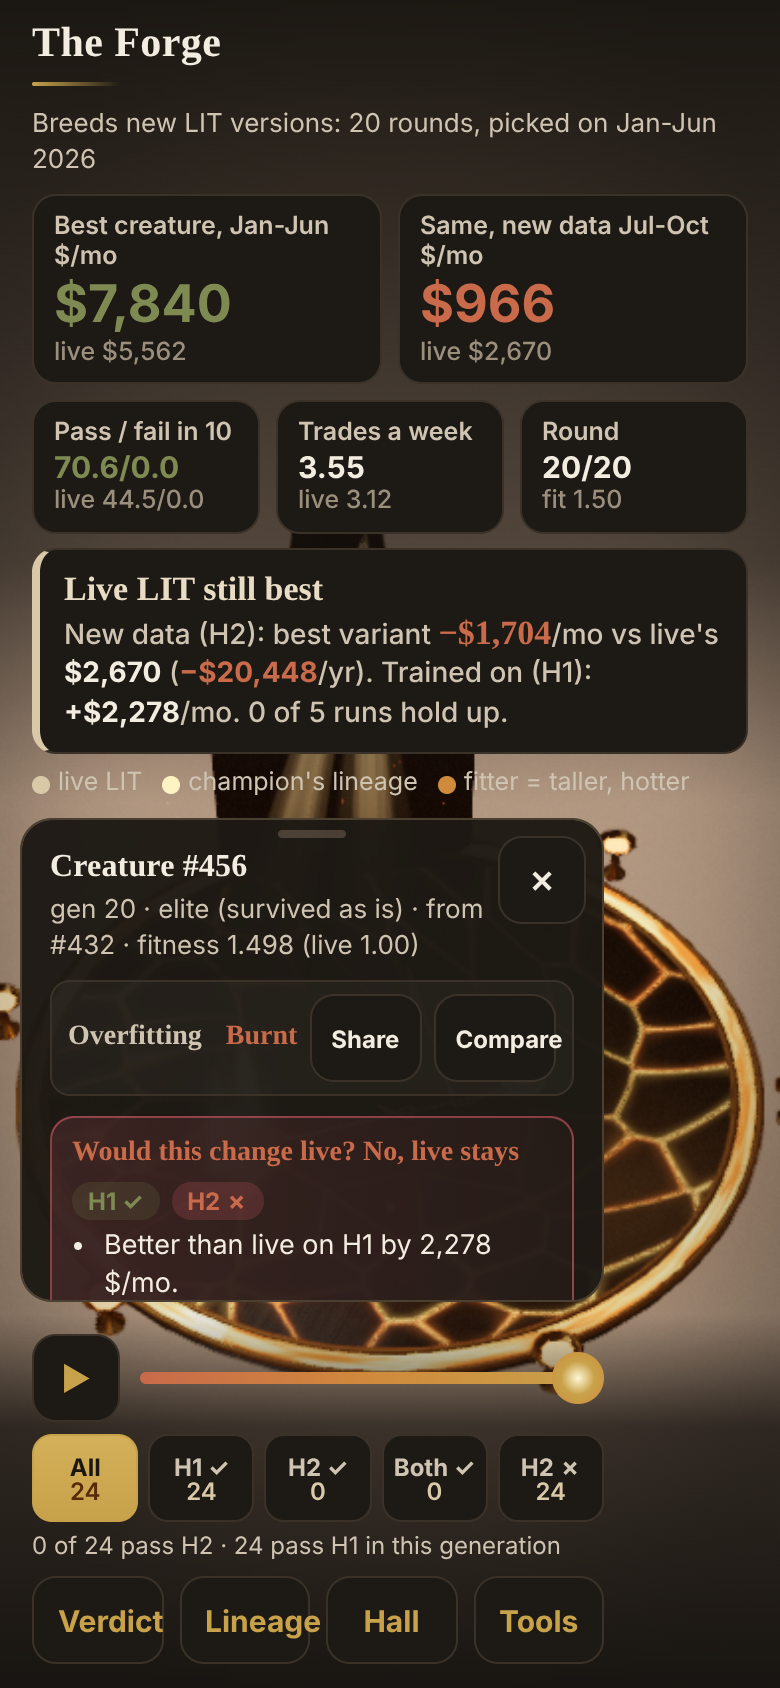 The Forge
Breeds new LIT versions: 20 rounds, picked on Jan-Jun
2026
Best creature, Jan-Jun
$/mo
$7,840
live $5,562
Same, new data Jul-Oct
$/mo
$966
live $2,670
Pass / fail in 10
70.6/0.0
live 44.5/0.0
Trades a week
3.55
live 3.12
Round
20/20
fit 1.50
Live LIT still best
New data (H2): best variant −$1,704/mo vs live's
$2,670 (−$20,448/yr). Trained on (H1):
+$2,278/mo. 0 of 5 runs hold up.
live LIT champion's lineage fitter = taller, hotter
Creature #456
×
gen 20 · elite (survived as is) · from
#432 · fitness 1.498 (live 1.00)
Overfitting Burnt Share Compare
Would this change live? No, live stays
H1 ✓ H2 ×
• Better than live on H1 by 2,278
$/mo.
All
24
H1 ✓
24
H2 ✓
0
Both ✓
0
H2 ×
24
0 of 24 pass H2 · 24 pass H1 in this generation
Verdict Lineage Hall Tools